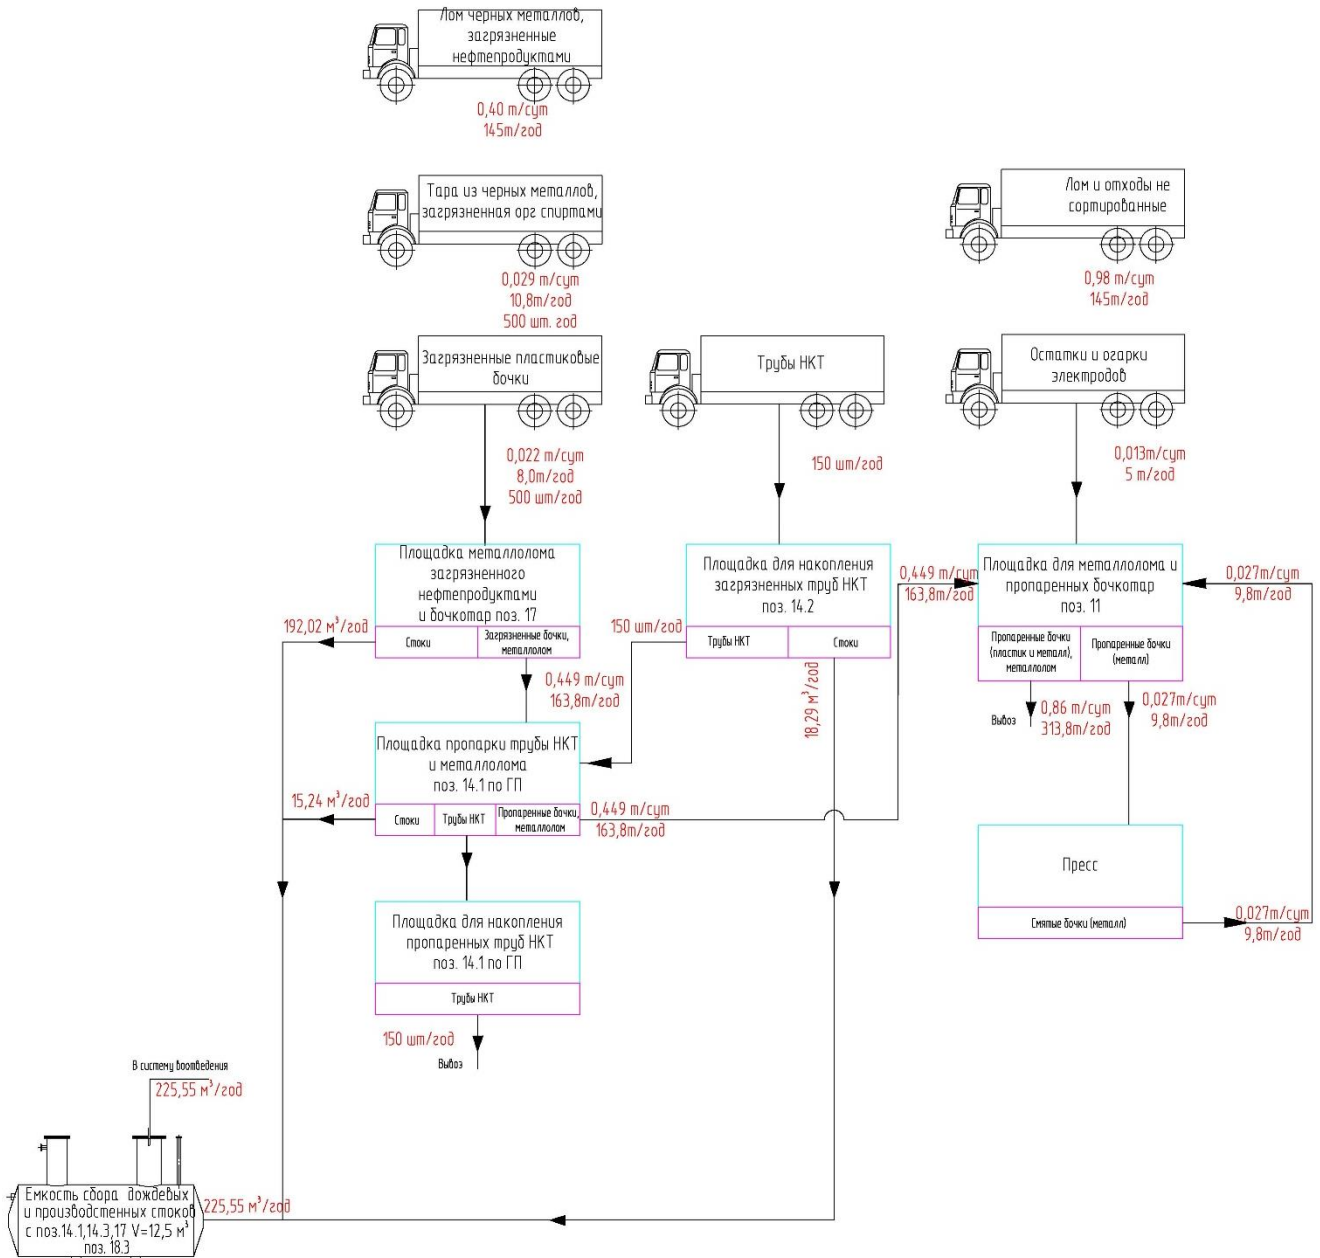 Лом черных металлов,
загрязненные
нефтепродуктами
0,40 т/сут
145т/год
Тара из черных металлов,
загрязненная орг спиртами
0,029 т/сут
10,8т/год
500 шт. год
Лом и отходы не
сортированные
0,98 т/сут
145т/год
Загрязненные пластиковые
бочки
0,022 т/сут
8,0т/год
500 шт/год
Трубы НКТ
150 шт/год
Остатки и огарки
электродов
0,013т/сут
5 т/год
Площадка металлолома
загрязненного
нефтепродуктами
и бочкотар поз. 17
Стоки
Загрязненные бочки,
металлолом
192,02 м³/год
0,449 т/сут
163,8т/год
Площадка для накопления
загрязненных труб НКТ
поз. 14.2
Трубы НКТ
Стоки
150 шт/год
18,29 м³/год
0,449 т/сут
163,8т/год
Площадка для металлолома и
пропаренных бочкотар
поз. 11
Пропаренные бочки
(пластик и металл),
металлолом
Пропаренные бочки
(металл)
0,027т/сут
9,8т/год
Вывоз
0,86 т/сут
313,8т/год
0,027т/сут
9,8т/год
Площадка пропарки трубы НКТ
и металлолома
поз. 14.1 по ГП
Стоки
Трубы НКТ
Пропаренные бочки,
металлолом
15,24 м³/год
0,449 т/сут
163,8т/год
Пресс
Смятые бочки (металл)
0,027т/сут
9,8т/год
Площадка для накопления
пропаренных труб НКТ
поз. 14.1 по ГП
Трубы НКТ
150 шт/год
Вывоз
В систему воотведения
225,55 м³/год
Емкость сбора дождевых
и производственных стоков
с поз.14.1,14.3,17 V=12,5 м³
поз. 18.3
225,55 м³/год